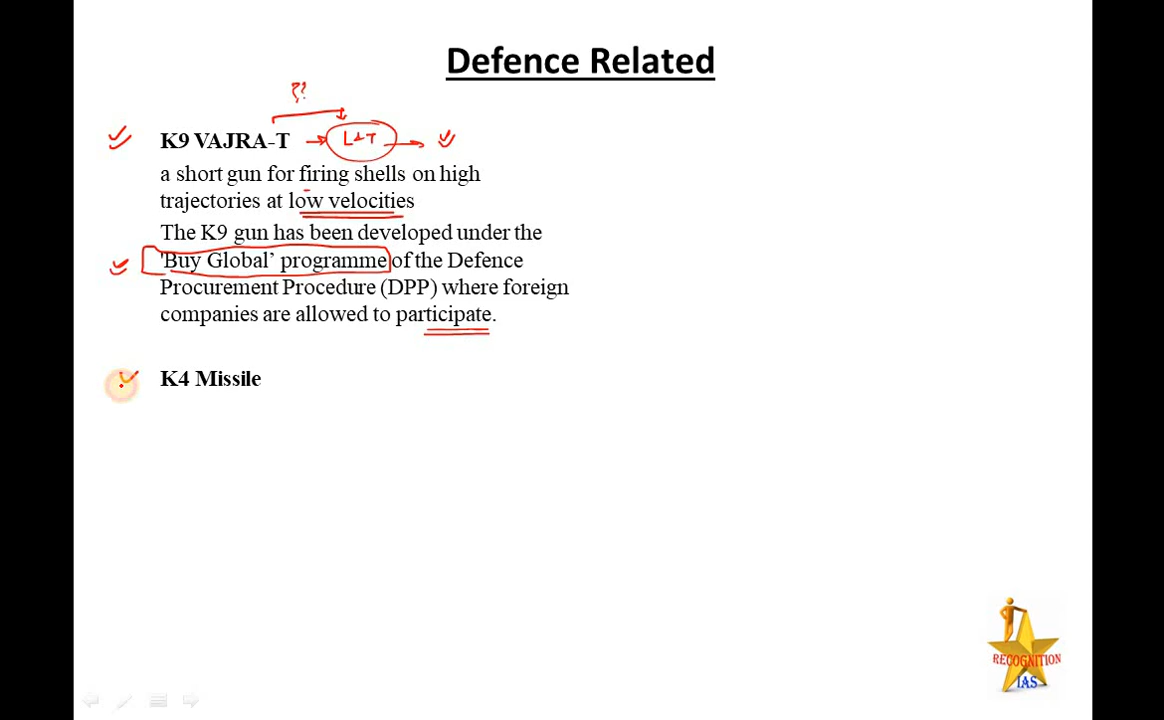 Defence Related
K9 VAJRA-T → L&T →
a short gun for firing shells on high
trajectories at low velocities
The K9 gun has been developed under the
'Buy Global’ programme of the Defence
Procurement Procedure (DPP) where foreign
companies are allowed to participate.
K4 Missile
RECOGNITION
IAS